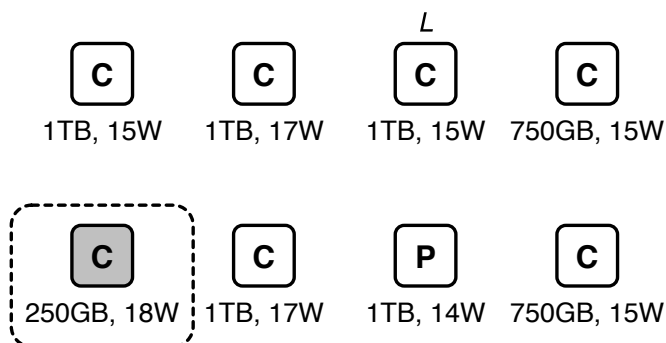 L
C C C C
1TB, 15W 1TB, 17W 1TB, 15W 750GB, 15W
C C P C
250GB, 18W 1TB, 17W 1TB, 14W 750GB, 15W